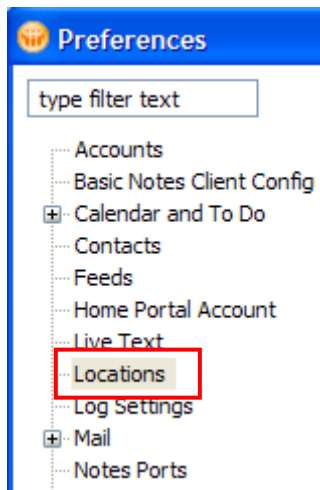 Preferences
type filter text
Accounts
Basic Notes Client Config
Calendar and To Do
Contacts
Feeds
Home Portal Account
Live Text
Locations
Log Settings
Mail
Notes Ports